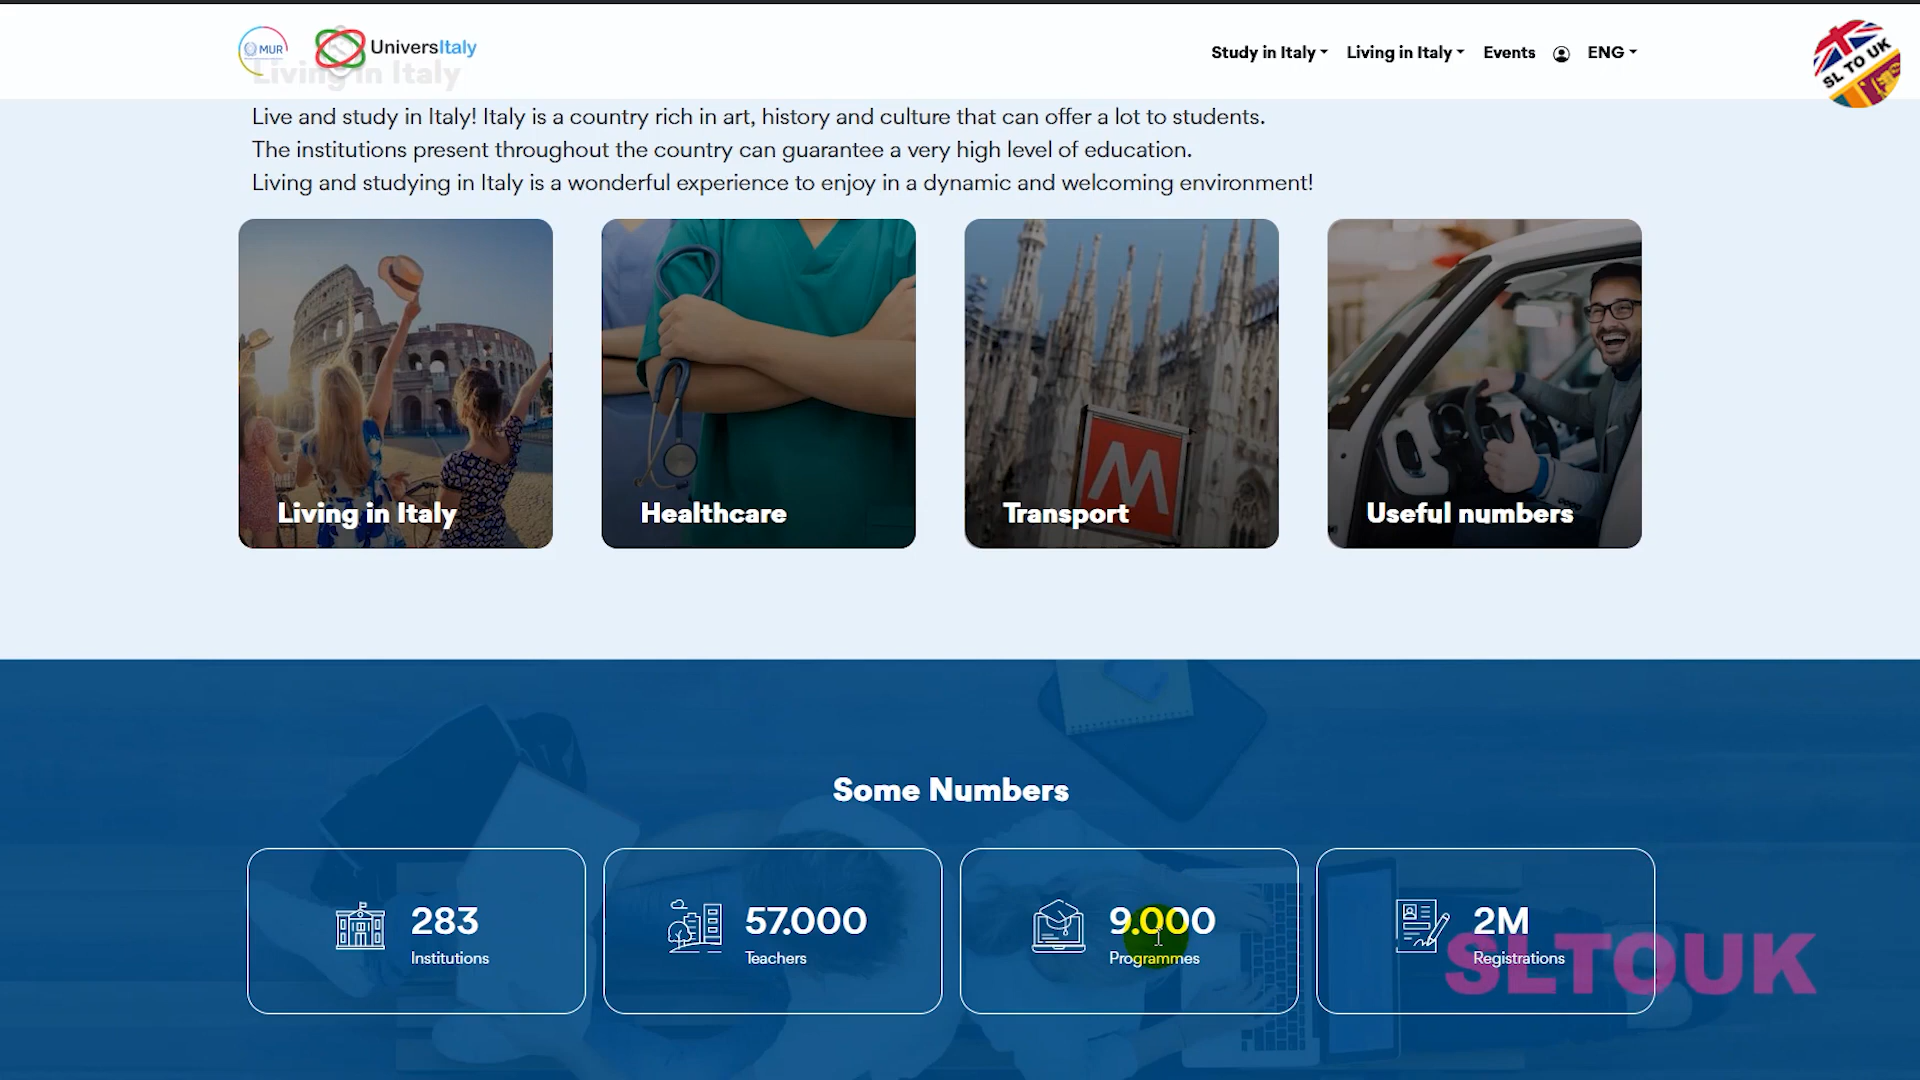 MUR
UniversItaly
Study in Italy
Living in Italy
Events
ENG
SL TO UK
Living in Italy
Live and study in Italy! Italy is a country rich in art, history and culture that can offer a lot to students.
The institutions present throughout the country can guarantee a very high level of education.
Living and studying in Italy is a wonderful experience to enjoy in a dynamic and welcoming environment!
M
Living in Italy
Healthcare
Transport
Useful numbers
Some Numbers
283
Institutions
57.000
Teachers
9.000
Programmes
2M
Registrations
SLTOUK